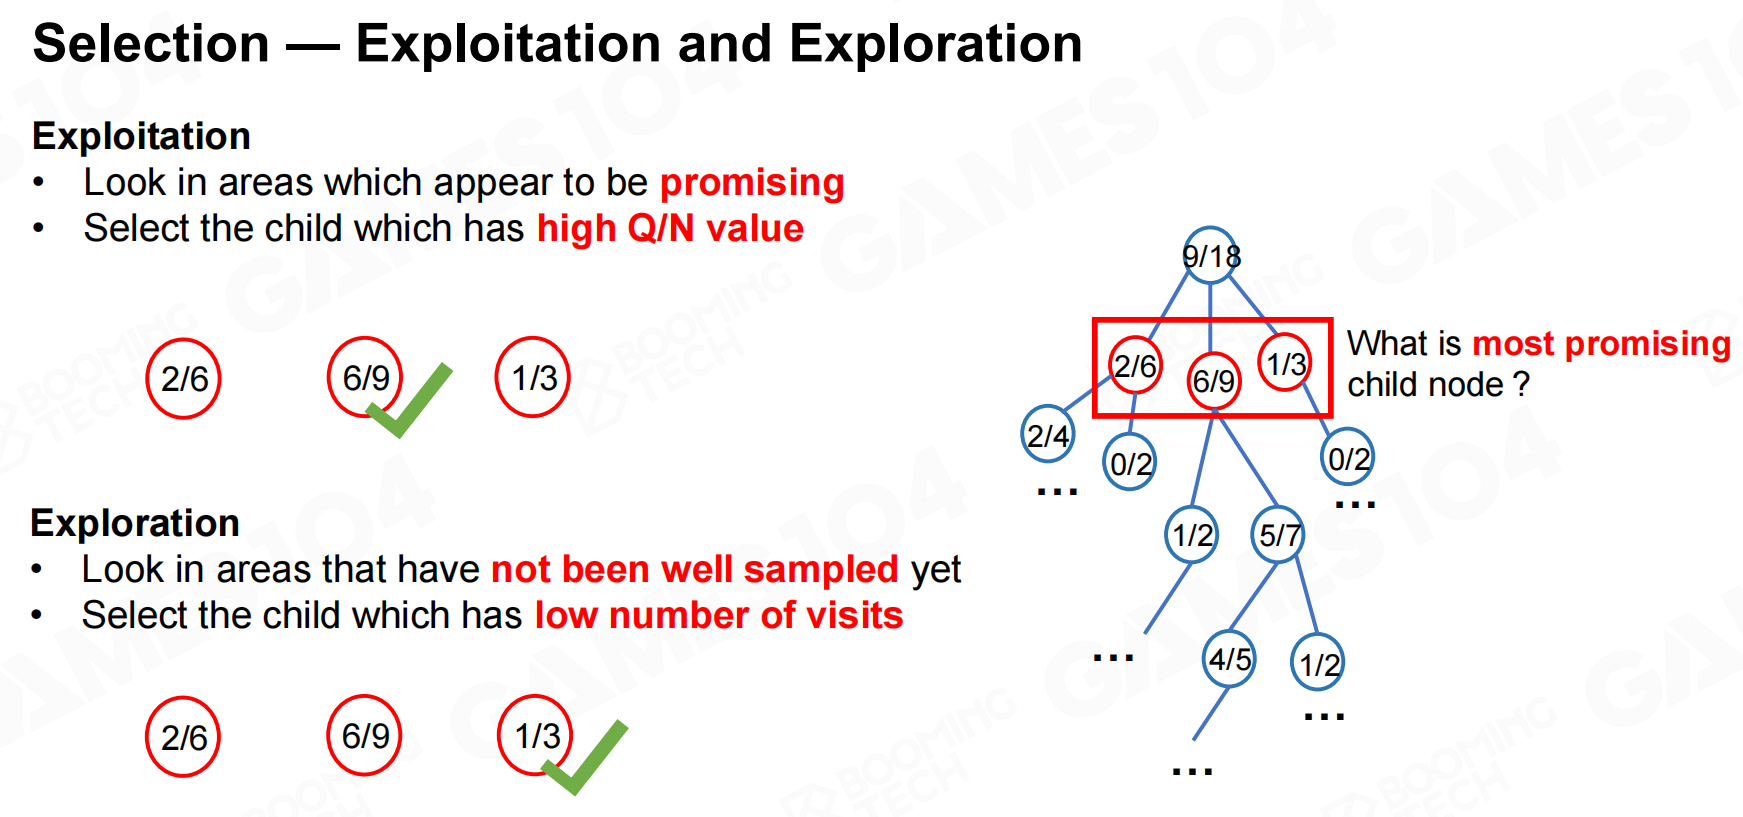 Selection — Exploitation and Exploration
Exploitation
• Look in areas which appear to be promising
• Select the child which has high Q/N value
2/6 6/9 1/3
Exploration
• Look in areas that have not been well sampled yet
• Select the child which has low number of visits
2/6 6/9 1/3
9/18
2/6 6/9 1/3
What is most promising
child node ?
2/4 0/2 0/2
... ...
1/2 5/7
... 4/5 1/2
...
...
GAMES104
BOOMING
TECH